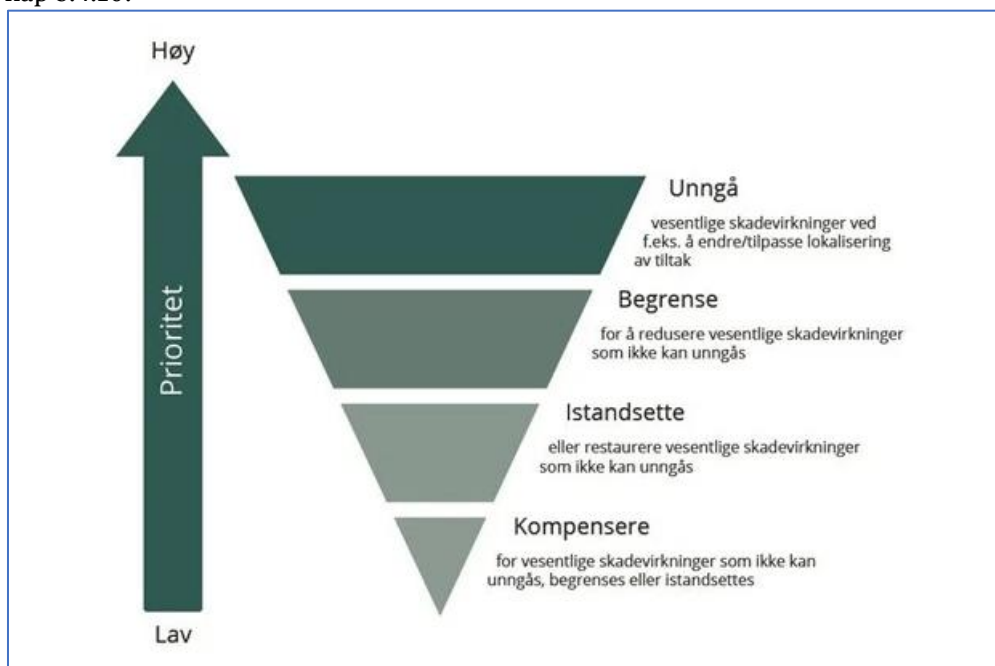 Høy
Prioritet
Lav
Unngå
vesentlige skadevirkninger ved
f.eks. å endre/tilpasse lokalisering
av tiltak
Begrense
for å redusere vesentlige skadevirkninger
som ikke kan unngås
Istandsette
eller restaurere vesentlige skadevirkninger
som ikke kan unngås
Kompensere
for vesentlige skadevirkninger som ikke kan
unngås, begrenses eller istandsettes